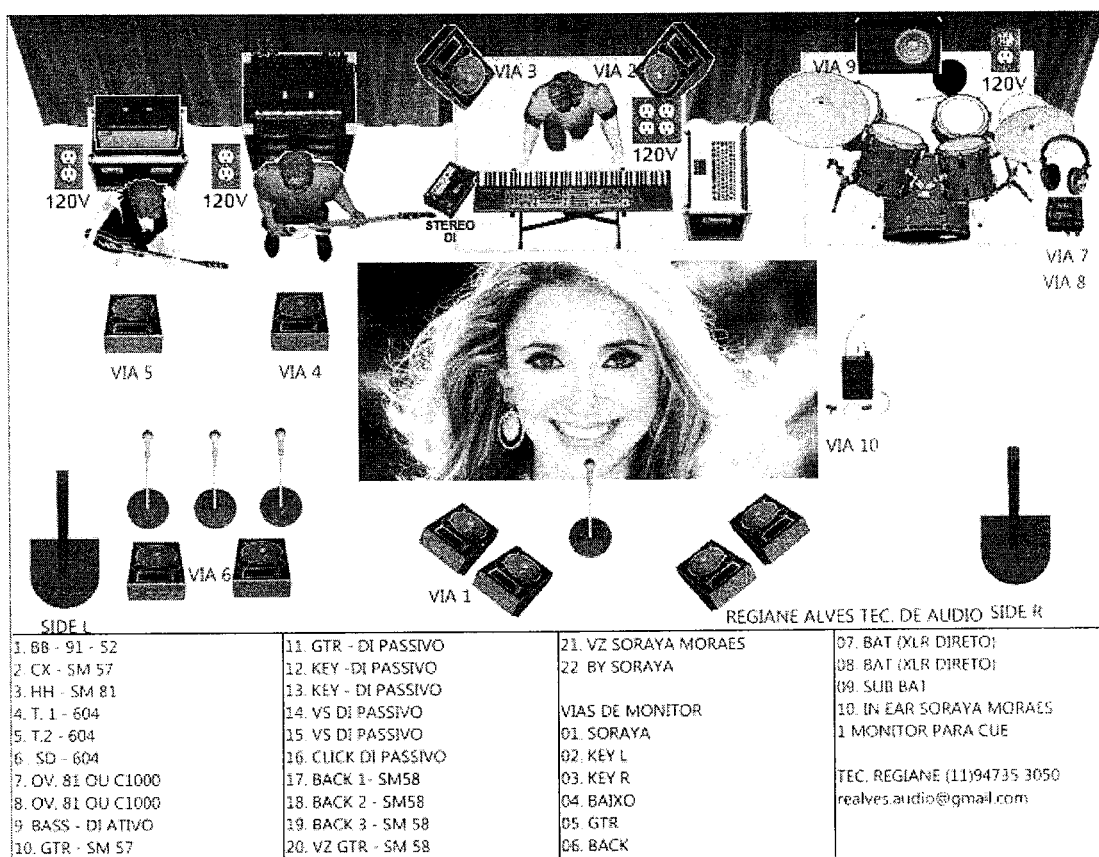 VIA 3
VIA 2
VIA 9
120V
120V
120V
120V
STEREO
DI
VIA 7
VIA 8
VIA 5
VIA 4
VIA 10
VIA 6
VIA 1
SIDE L
REGIANE ALVES TEC. DE AUDIO SIDE R
1. BB - 91 - 52
2. CX - SM 57
3. HH - SM 81
4. T. 1 - 604
5. T.2 - 604
6. SD - 604
7. OV. 81 OU C1000
8. OV. 81 OU C1000
9. BASS - DI ATIVO
10. GTR - SM 57
11. GTR - DI PASSIVO
12. KEY -DI PASSIVO
13. KEY - DI PASSIVO
14. VS DI PASSIVO
15. VS DI PASSIVO
16. CLICK DI PASSIVO
17. BACK 1- SM58
18. BACK 2 - SM58
19. BACK 3 - SM 58
20. VZ GTR - SM 58
21. VZ SORAYA MORAES
22 BY SORAYA
VIAS DE MONITOR
01. SORAYA
02. KEY L
03. KEY R
04. BAIXO
05. GTR
06. BACK
07. BAT (XLR DIRETO)
08. BAT (XLR DIRETO)
09. SUB BAT
10. IN EAR SORAYA MORAES
1 MONITOR PARA CUE
TEC. REGIANE (11)94735 3050
realves.audio@gmail.com